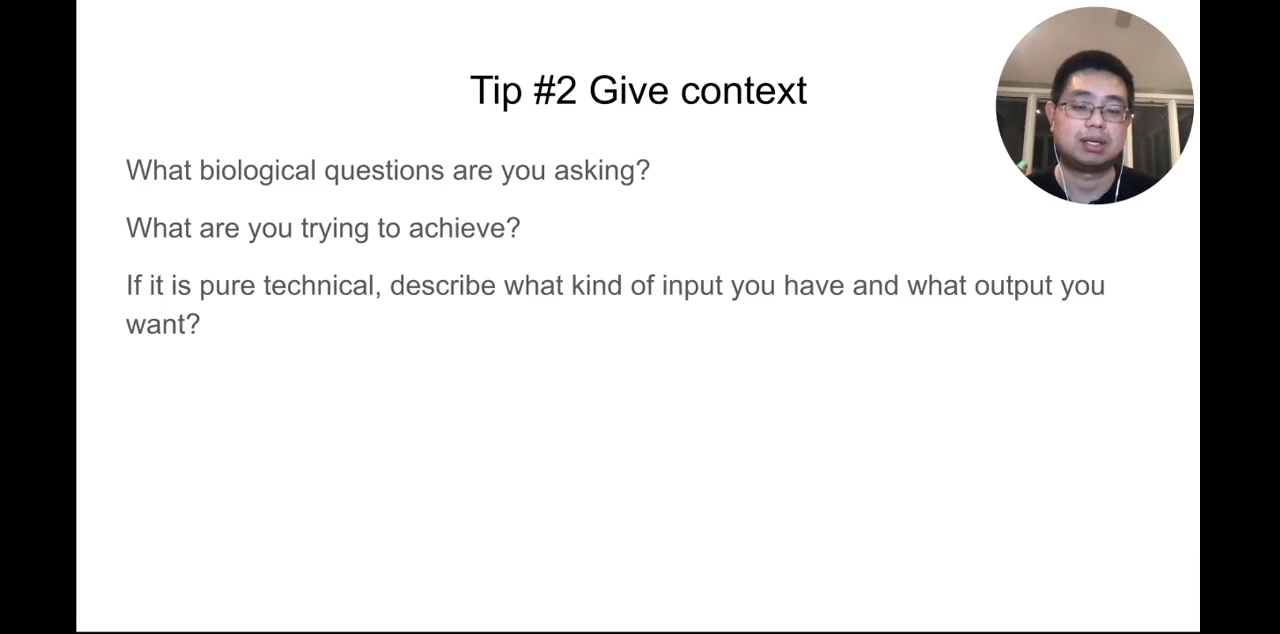 Tip #2 Give context
What biological questions are you asking?
What are you trying to achieve?
If it is pure technical, describe what kind of input you have and what output you
want?